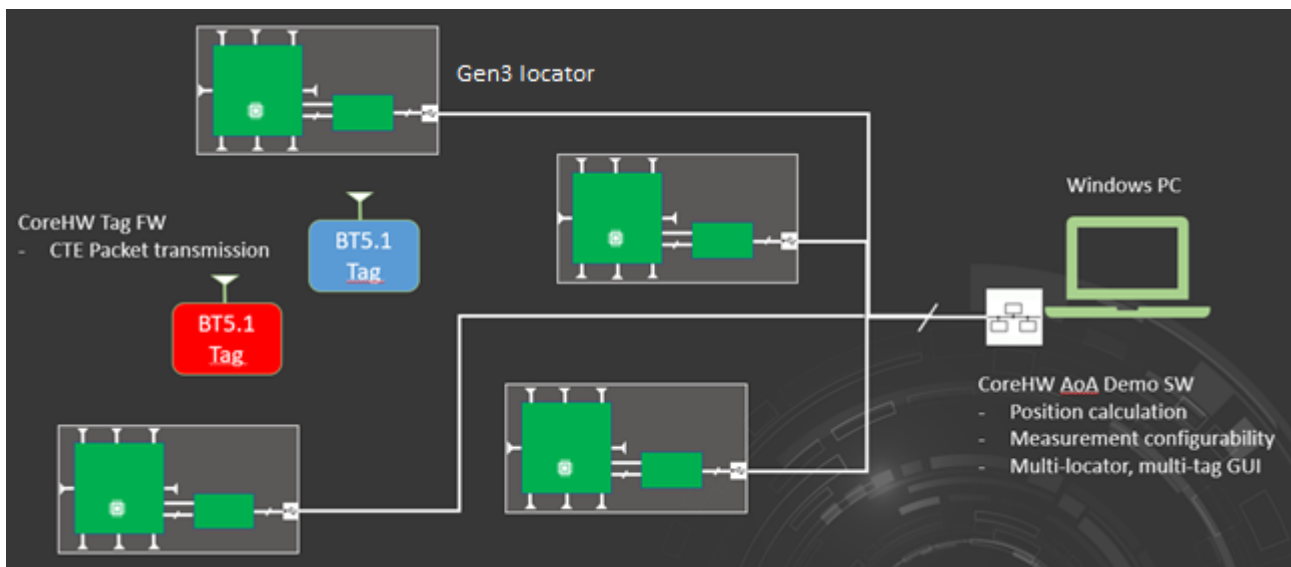 Gen3 locator
Windows PC
CoreHW Tag FW
- CTE Packet transmission
BT5.1
Tag
BT5.1
Tag
CoreHW AoA Demo SW
- Position calculation
- Measurement configurability
- Multi-locator, multi-tag GUI